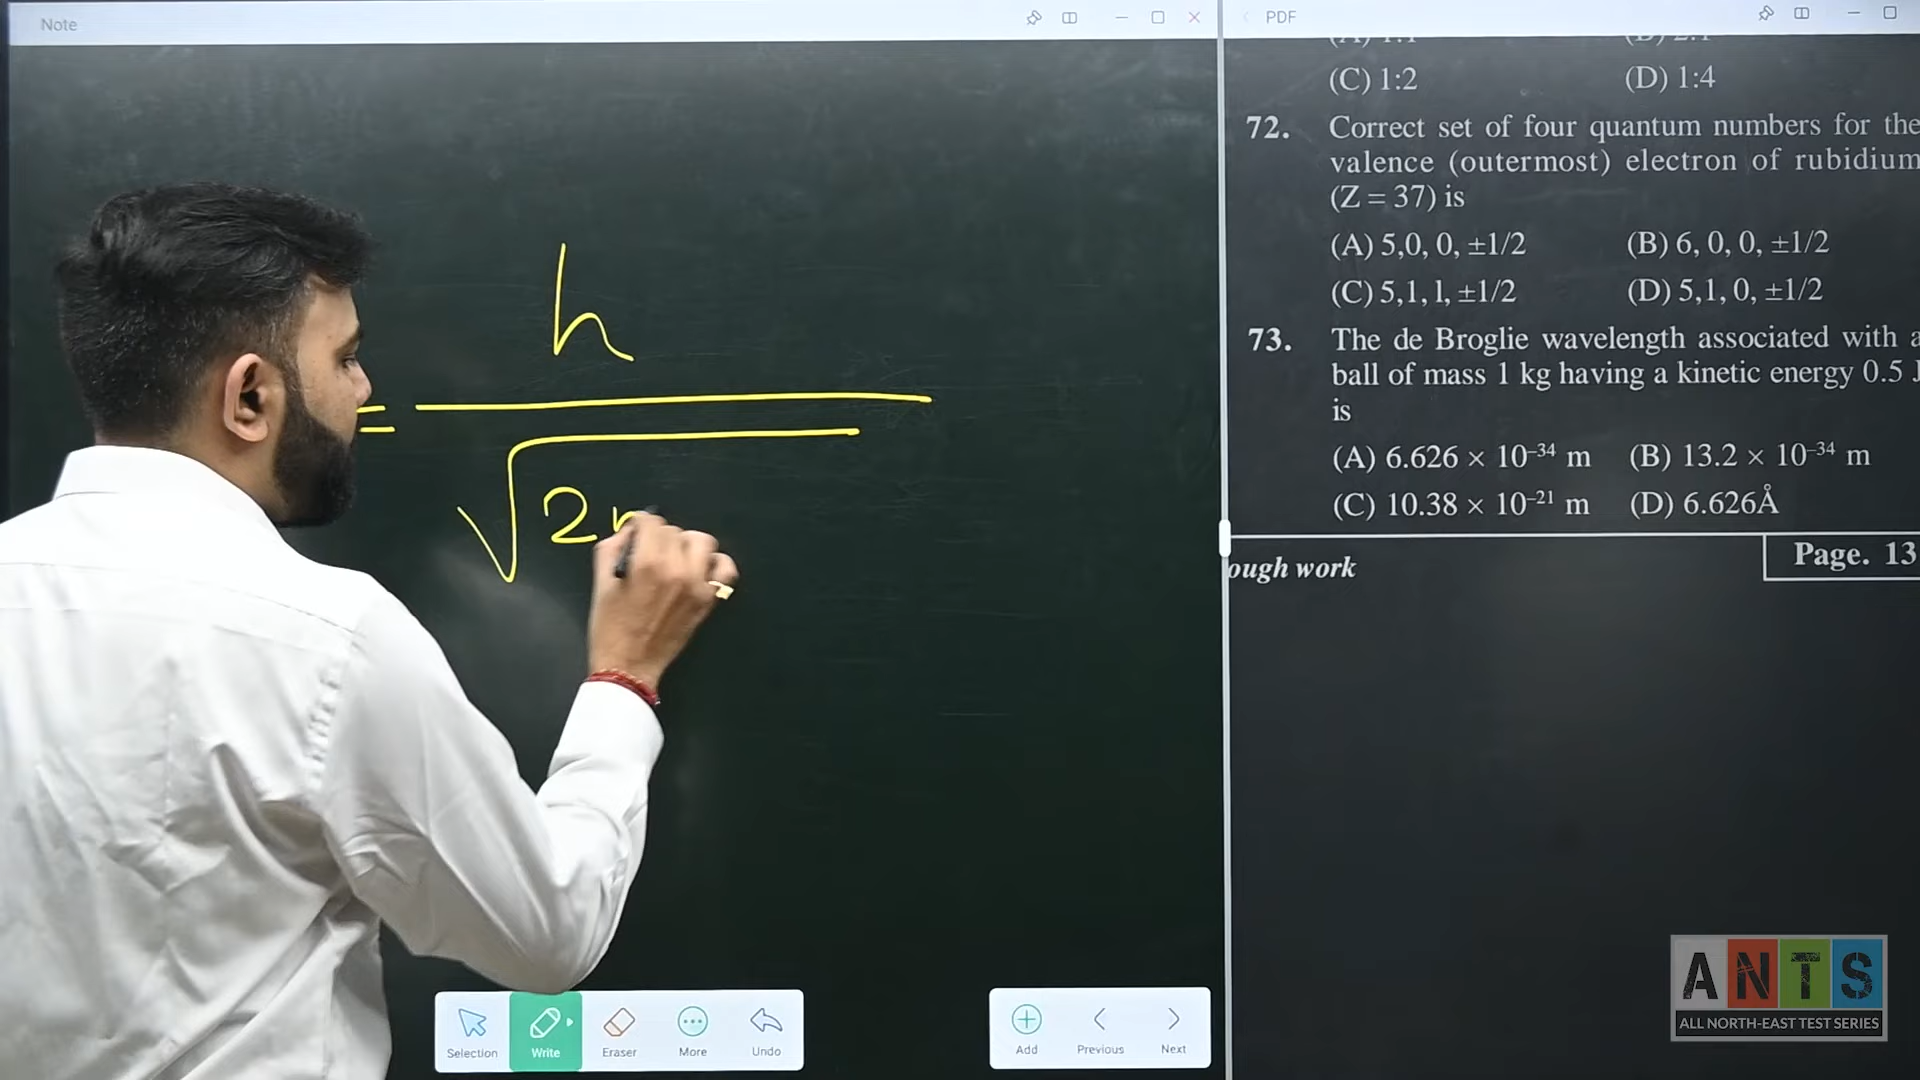 Note
PDF
(C) 1:2 (D) 1:4
72. Correct set of four quantum numbers for the
valence (outermost) electron of rubidium
(Z = 37) is
(A) 5,0, 0, ±1/2 (B) 6, 0, 0, ±1/2
(C) 5,1, 1, ±1/2 (D) 5,1, 0, ±1/2
73. The de Broglie wavelength associated with a
ball of mass 1 kg having a kinetic energy 0.5 J
is
(A) 6.626 × 10⁻³⁴ m (B) 13.2 × 10⁻³⁴ m
(C) 10.38 × 10⁻²¹ m (D) 6.626Å
ough work
Page. 13
= h
√2
Selection Write Eraser More Undo
Add Previous Next
ANTS
ALL NORTH-EAST TEST SERIES